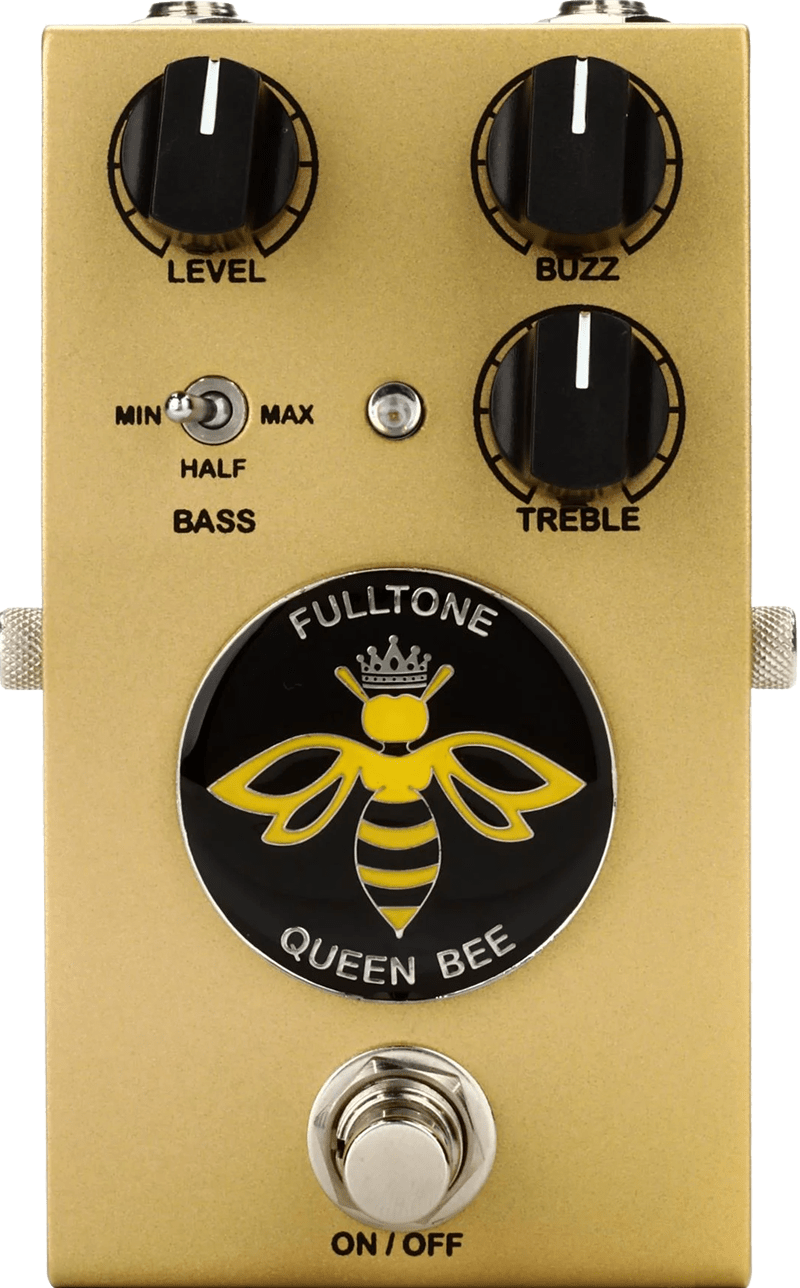 LEVEL
BUZZ
MIN
MAX
HALF
BASS
TREBLE
FULLTONE
QUEEN BEE
ON / OFF